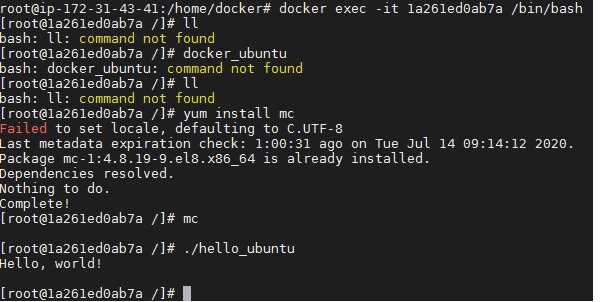 root@ip-172-31-43-41:/home/docker# docker exec -it 1a261ed0ab7a /bin/bash
[root@1a261ed0ab7a /]# ll
bash: ll: command not found
[root@1a261ed0ab7a /]# docker_ubuntu
bash: docker_ubuntu: command not found
[root@1a261ed0ab7a /]# ll
bash: ll: command not found
[root@1a261ed0ab7a /]# yum install mc
Failed to set locale, defaulting to C.UTF-8
Last metadata expiration check: 1:00:31 ago on Tue Jul 14 09:14:12 2020.
Package mc-1:4.8.19-9.el8.x86_64 is already installed.
Dependencies resolved.
Nothing to do.
Complete!
[root@1a261ed0ab7a /]# mc
[root@1a261ed0ab7a /]# ./hello_ubuntu
Hello, world!
[root@1a261ed0ab7a /]#